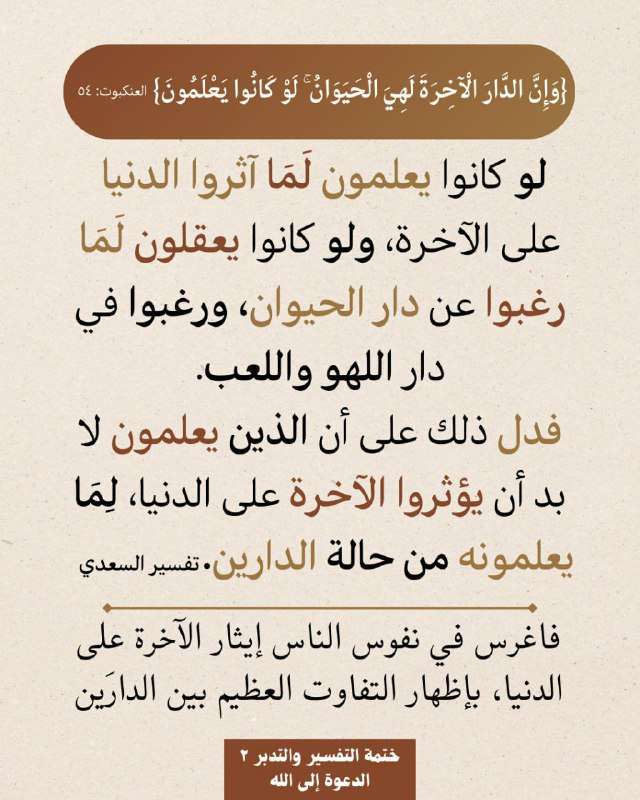 {وَإِنَّ الدَّارَ الْآخِرَةَ لَهِيَ الْحَيَوَانُ ۚ لَوْ كَانُوا يَعْلَمُونَ} العنكبوت: ٥٤
لو كانوا يعلمون لَمَا آثروا الدنيا
على الآخرة، ولو كانوا يعقلون لَمَا
رغبوا عن دار الحيوان، ورغبوا في
دار اللهو واللعب.
فدل ذلك على أن الذين يعلمون لا
بد أن يؤثروا الآخرة على الدنيا، لِمَا
يعلمونه من حالة الدارين. تفسير السعدي
فاغرس في نفوس الناس إيثار الآخرة على
الدنيا، بإظهار التفاوت العظيم بين الدارَين
ختمة التفسير والتدبر ٢
الدعوة إلى الله